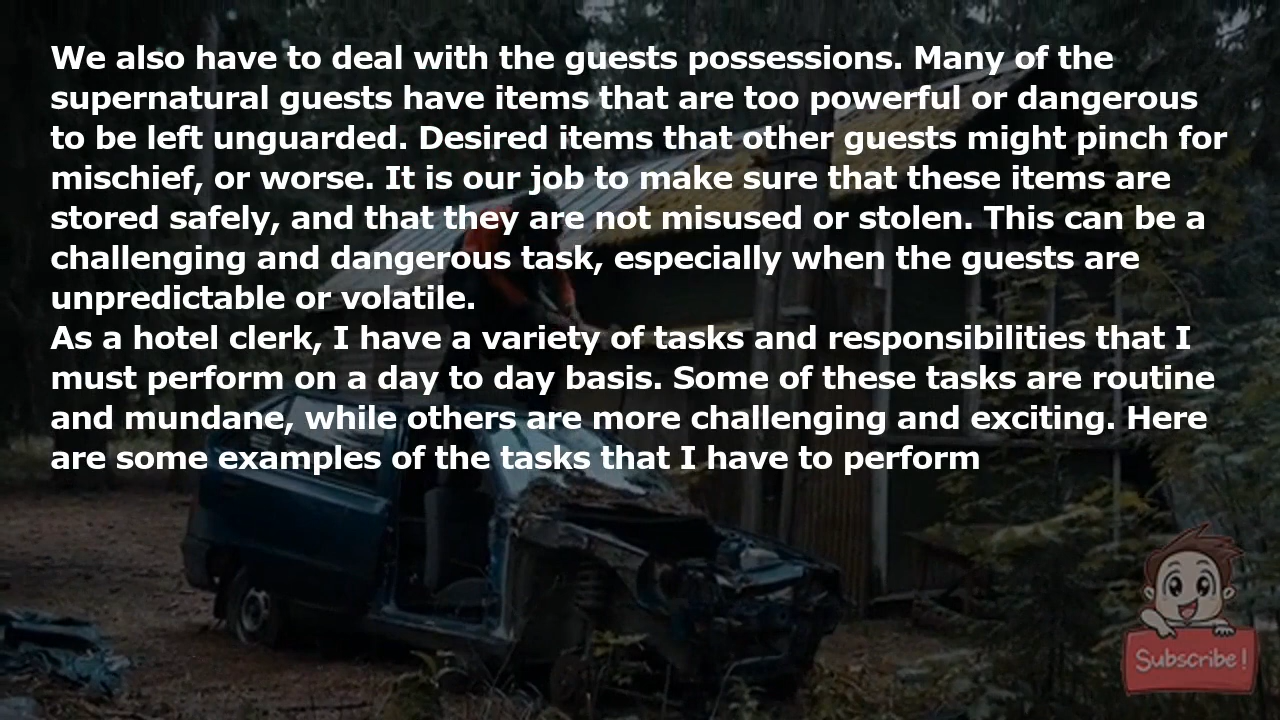 We also have to deal with the guests possessions. Many of the
supernatural guests have items that are too powerful or dangerous
to be left unguarded. Desired items that other guests might pinch for
mischief, or worse. It is our job to make sure that these items are
stored safely, and that they are not misused or stolen. This can be a
challenging and dangerous task, especially when the guests are
unpredictable or volatile.
As a hotel clerk, I have a variety of tasks and responsibilities that I
must perform on a day to day basis. Some of these tasks are routine
and mundane, while others are more challenging and exciting. Here
are some examples of the tasks that I have to perform
Subscribe!